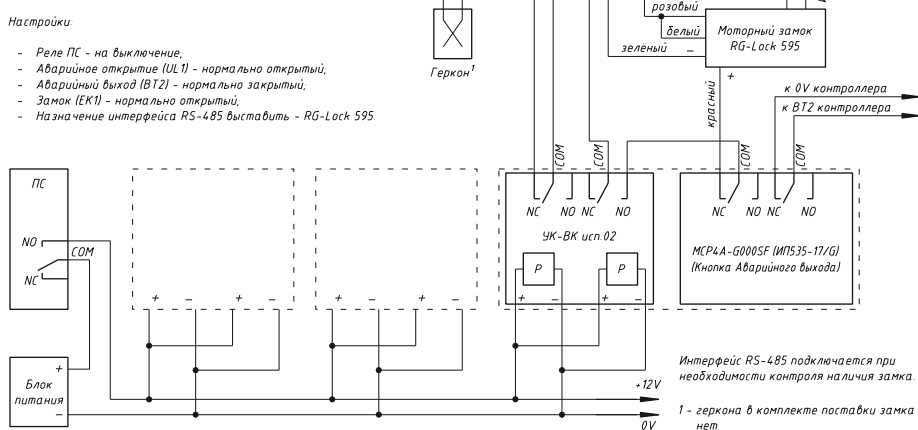 Настройки:
- Реле ПС - на выключение;
- Аварийное открытие (UL1) - нормально открытый;
- Аварийный выход (BT2) - нормально закрытый;
- Замок (EK1) - нормально открытый;
- Назначение интерфейса RS-485 выставить - RG-Lock 595.
Геркон¹
розовый
белый
зелёный
–
Моторный замок
RG-Lock 595
+
красный
к 0V контроллера
к BT2 контроллера
COM
COM
COM
COM
ПС
NO
COM
NC
NC
NO
NC
NO
NC
NO
NC
NO
УК-ВК исп.02
MCP4A-G000SF (ИП535-17/G)
(Кнопка Аварийного выхода)
P
P
+
–
+
–
+
–
+
–
+
–
+
–
Блок
питания
+
–
+12V
0V
Интерфейс RS-485 подключается при
необходимости контроля наличия замка.
1 - геркона в комплекте поставки замка
нет.